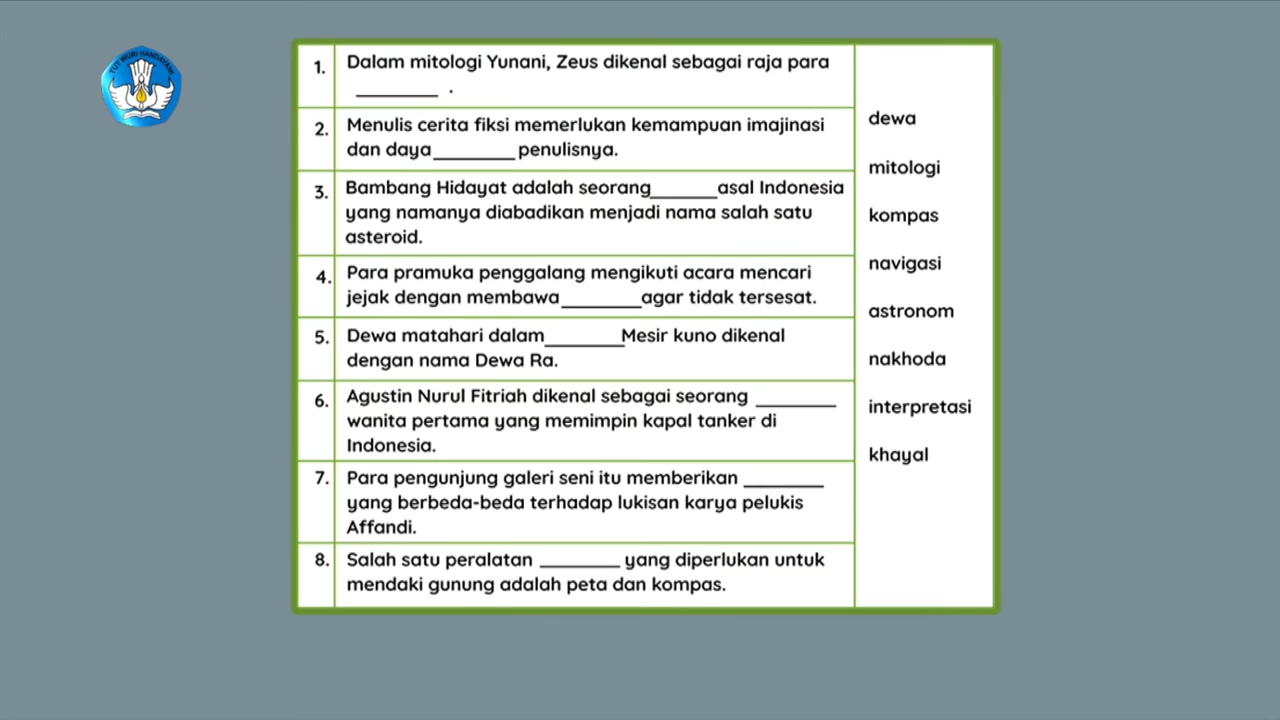 TUT WURI HANDAYANI
1. Dalam mitologi Yunani, Zeus dikenal sebagai raja para
________ .
2. Menulis cerita fiksi memerlukan kemampuan imajinasi
dan daya________penulisnya.
3. Bambang Hidayat adalah seorang_______asal Indonesia
yang namanya diabadikan menjadi nama salah satu
asteroid.
4. Para pramuka penggalang mengikuti acara mencari
jejak dengan membawa________agar tidak tersesat.
5. Dewa matahari dalam________Mesir kuno dikenal
dengan nama Dewa Ra.
6. Agustin Nurul Fitriah dikenal sebagai seorang ________
wanita pertama yang memimpin kapal tanker di
Indonesia.
7. Para pengunjung galeri seni itu memberikan ________
yang berbeda-beda terhadap lukisan karya pelukis
Affandi.
8. Salah satu peralatan ________ yang diperlukan untuk
mendaki gunung adalah peta dan kompas.
dewa
mitologi
kompas
navigasi
astronom
nakhoda
interpretasi
khayal